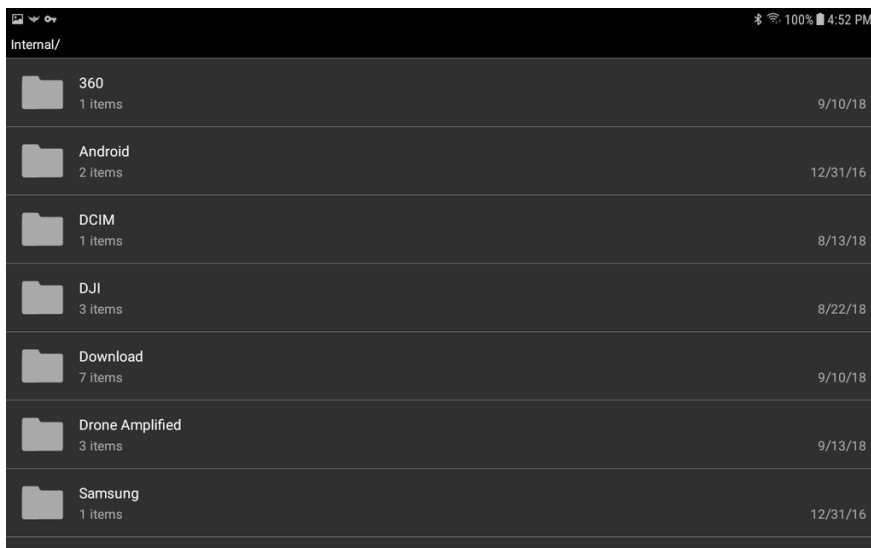 100% 4:52 PM
Internal/
360
1 items
9/10/18
Android
2 items
12/31/16
DCIM
1 items
8/13/18
DJI
3 items
8/22/18
Download
7 items
9/10/18
Drone Amplified
3 items
9/13/18
Samsung
1 items
12/31/16